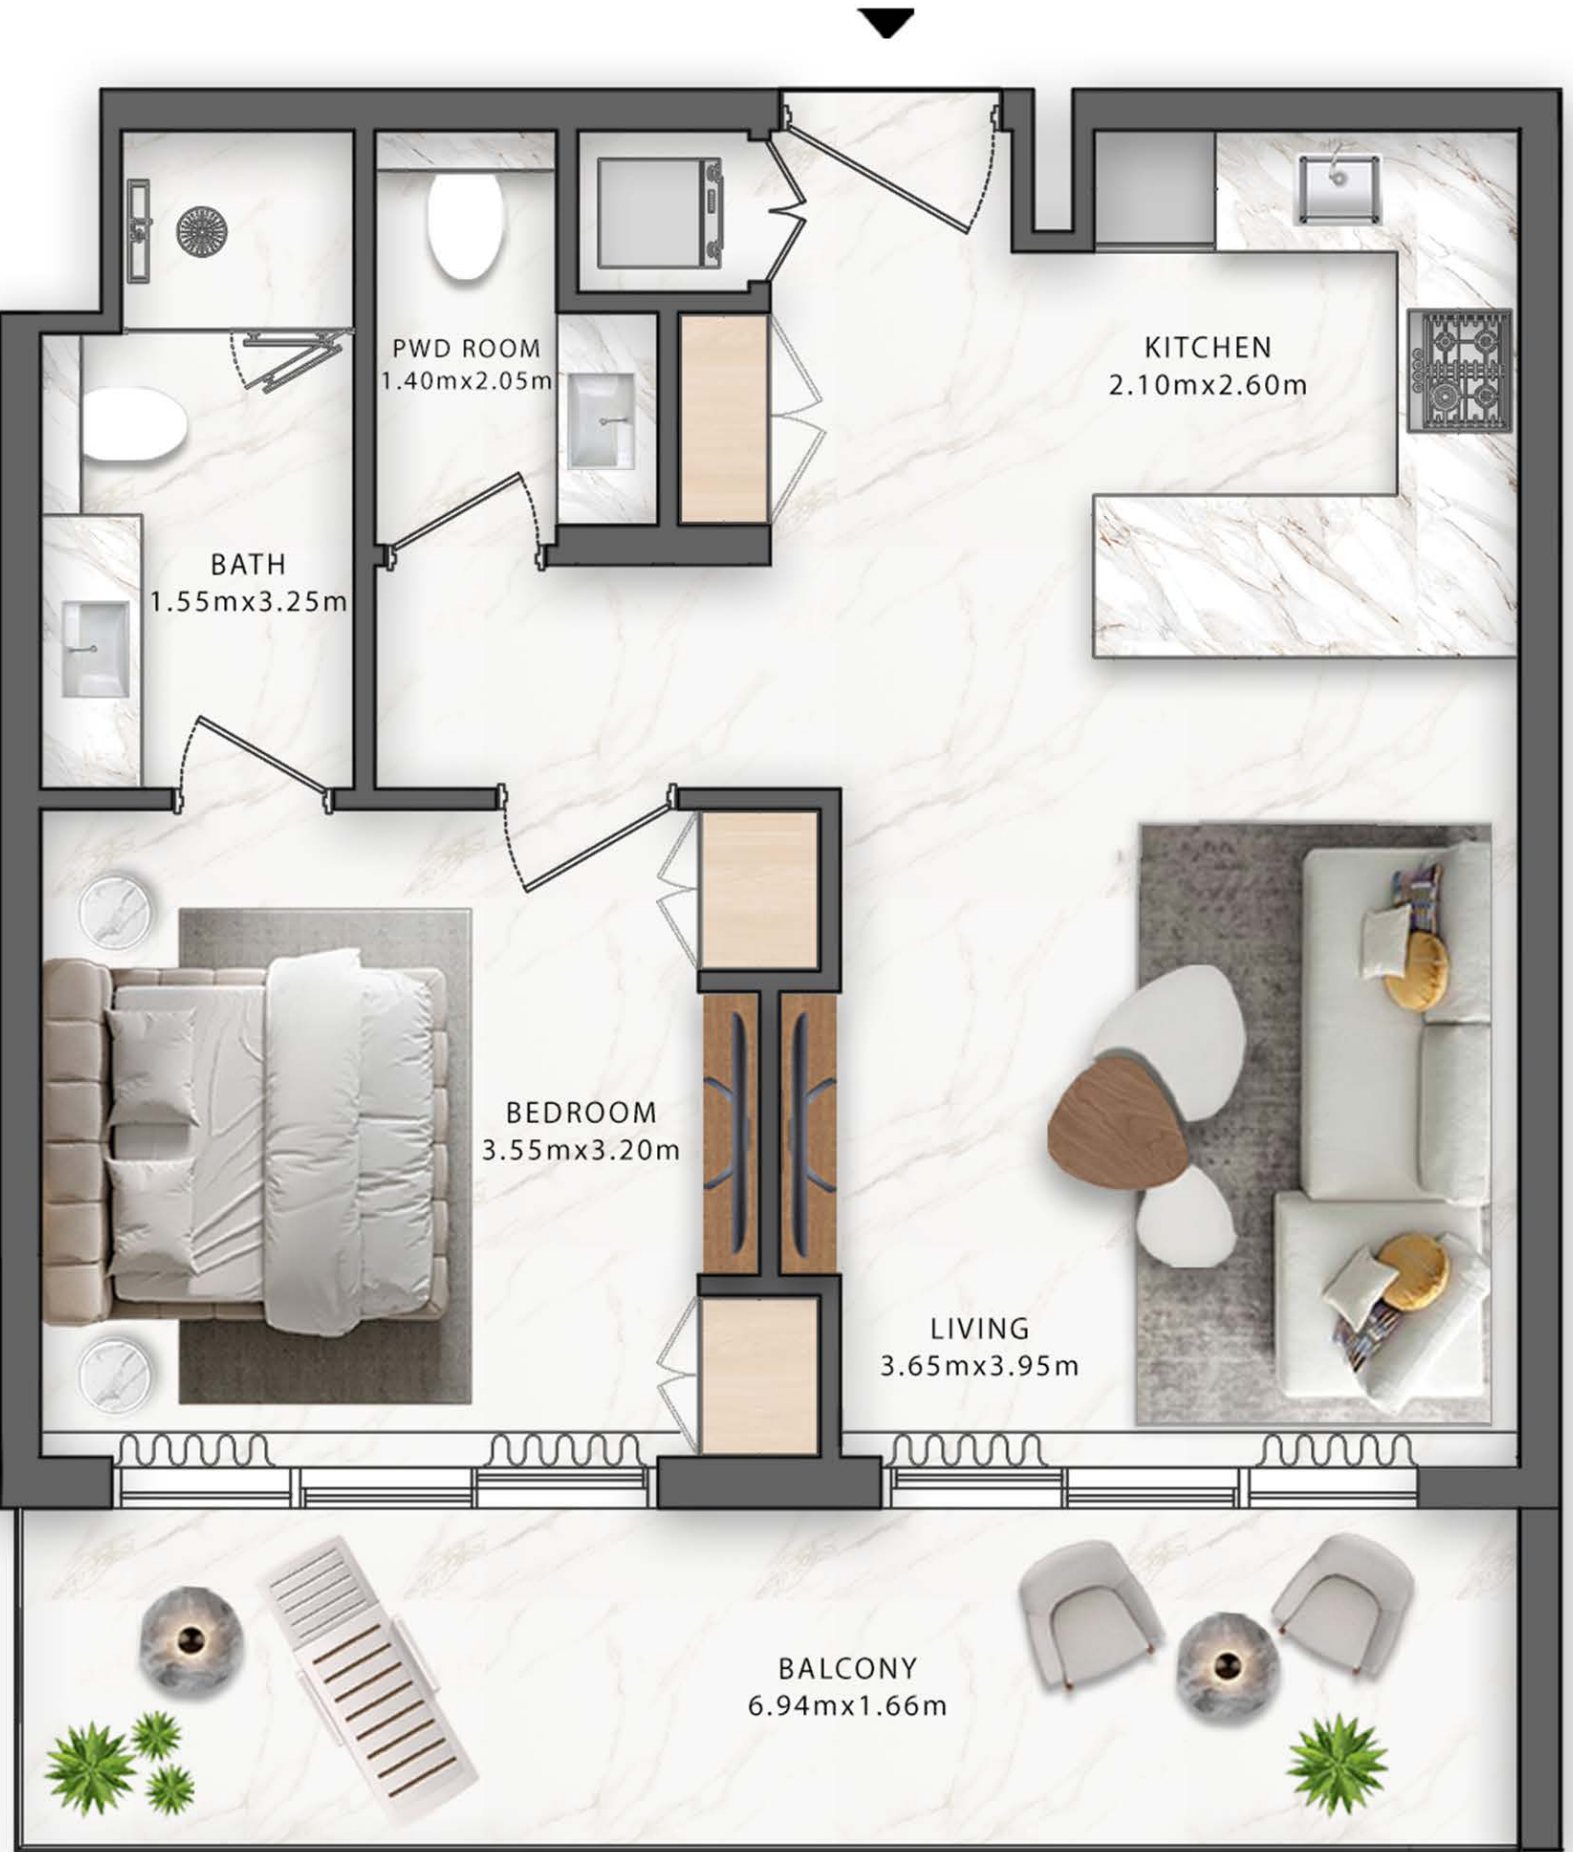 PWD ROOM
1.40mx2.05m
KITCHEN
2.10mx2.60m
BATH
1.55mx3.25m
BEDROOM
3.55mx3.20m
LIVING
3.65mx3.95m
BALCONY
6.94mx1.66m